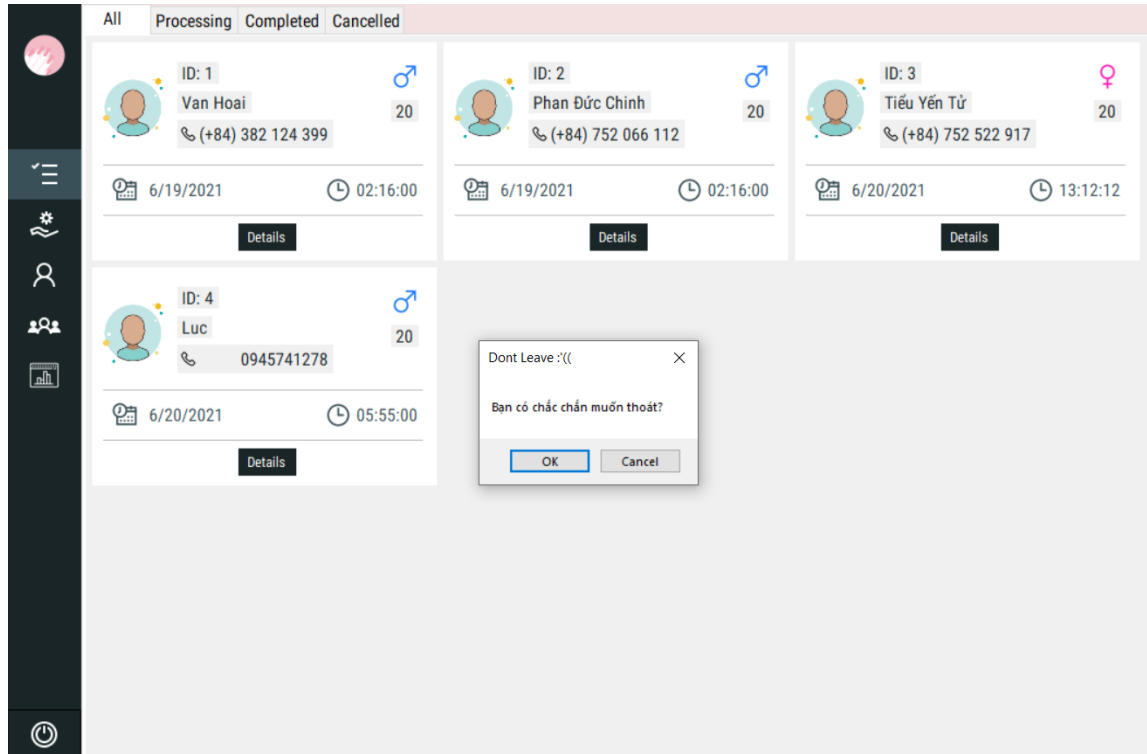 All Processing Completed Cancelled
ID: 1
Van Hoai
20
(+84) 382 124 399
6/19/2021 02:16:00
Details
ID: 2
Phan Đức Chinh
20
(+84) 752 066 112
6/19/2021 02:16:00
Details
ID: 3
Tiểu Yến Tử
20
(+84) 752 522 917
6/20/2021 13:12:12
Details
ID: 4
Luc
20
0945741278
6/20/2021 05:55:00
Details
Dont Leave :'((
Bạn có chắc chắn muốn thoát?
OK Cancel